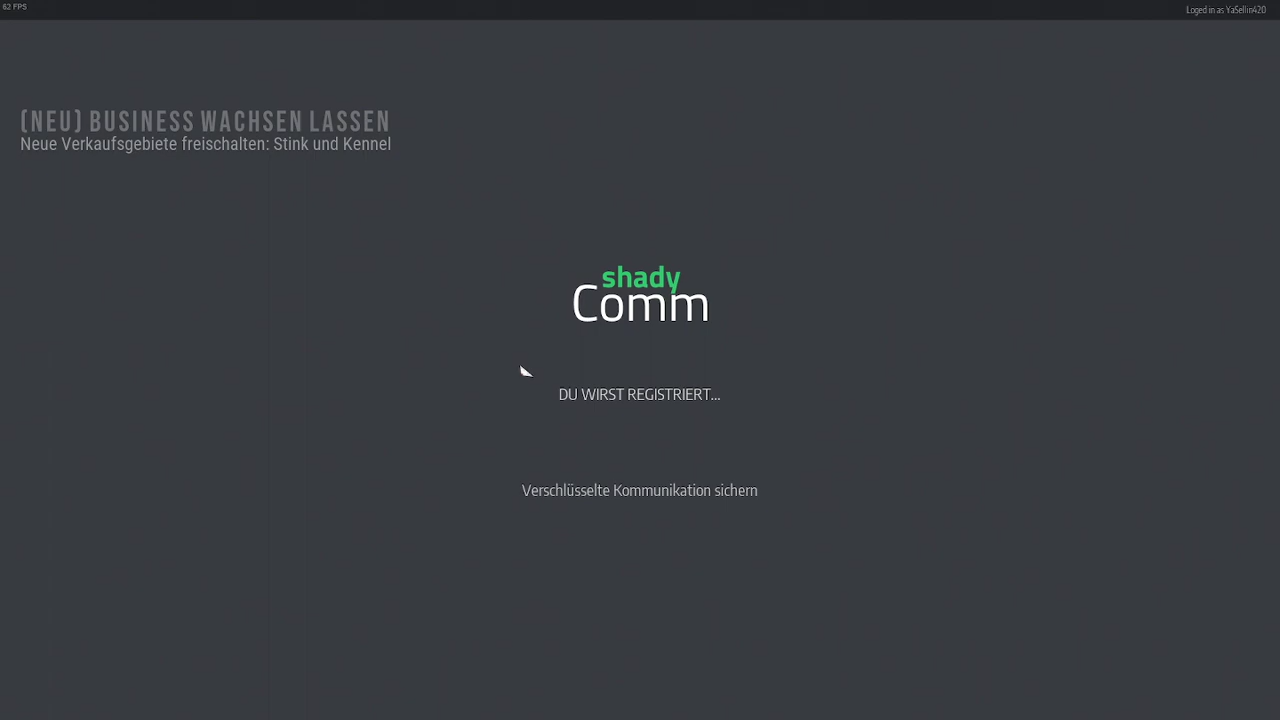 62 FPS
Loged in as YaSellin420
(NEU) BUSINESS WACHSEN LASSEN
Neue Verkaufsgebiete freischalten: Stink und Kennel
shady
Comm
DU WIRST REGISTRIERT...
Verschlüsselte Kommunikation sichern